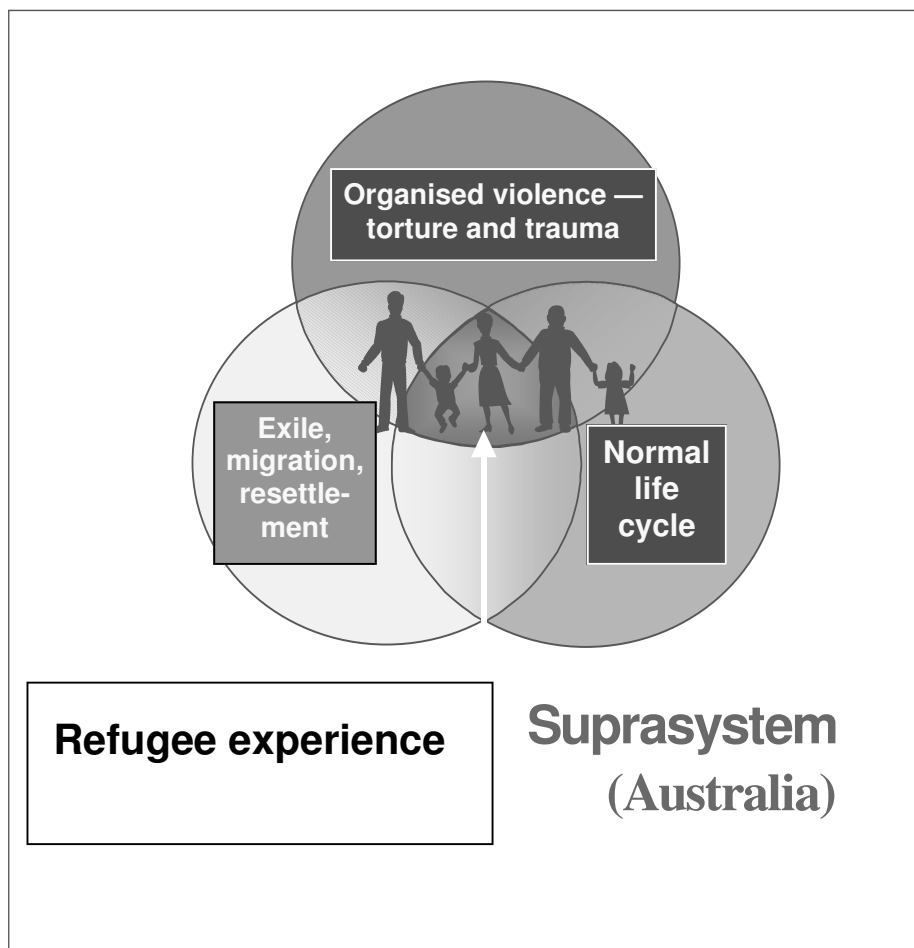 Organised violence —
torture and trauma
Exile,
migration,
resettle-
ment
Normal
life
cycle
Refugee experience
Suprasystem
(Australia)